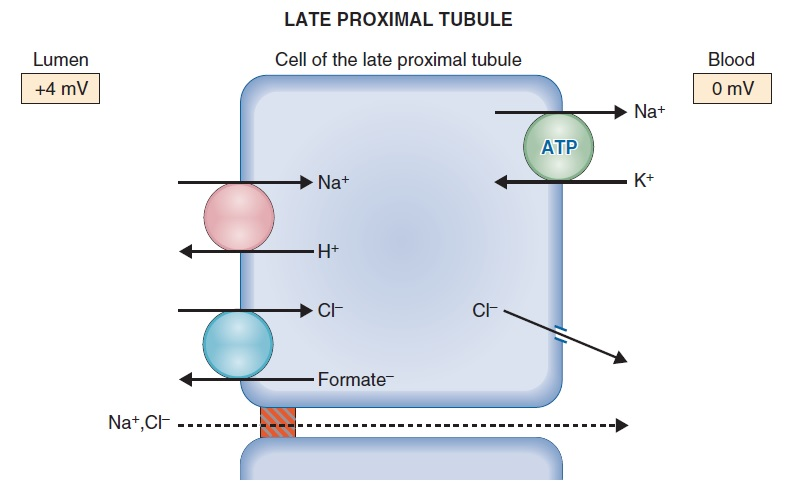 LATE PROXIMAL TUBULE
Lumen
Cell of the late proximal tubule
Blood
+4 mV
0 mV
Na⁺
ATP
K⁺
Na⁺
H⁺
Cl⁻
Cl⁻
Formate⁻
Na⁺,Cl⁻